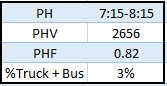 PH 7:15-8:15
PHV 2656
PHF 0.82
%Truck + Bus 3%